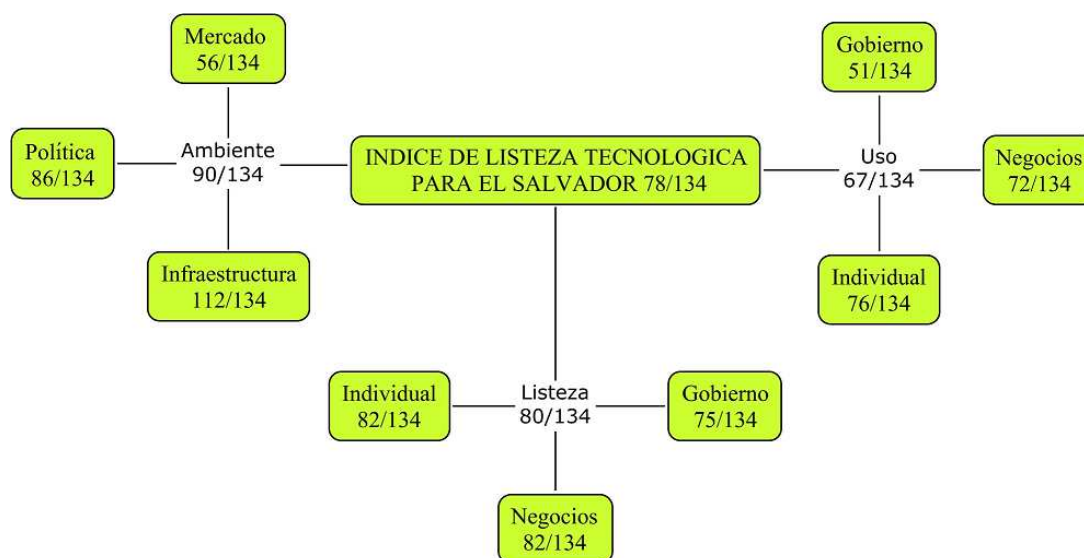 Mercado
56/134
Política
86/134
Ambiente
90/134
Infraestructura
112/134
INDICE DE LISTEZA TECNOLOGICA
PARA EL SALVADOR 78/134
Gobierno
51/134
Uso
67/134
Negocios
72/134
Individual
76/134
Individual
82/134
Listeza
80/134
Gobierno
75/134
Negocios
82/134